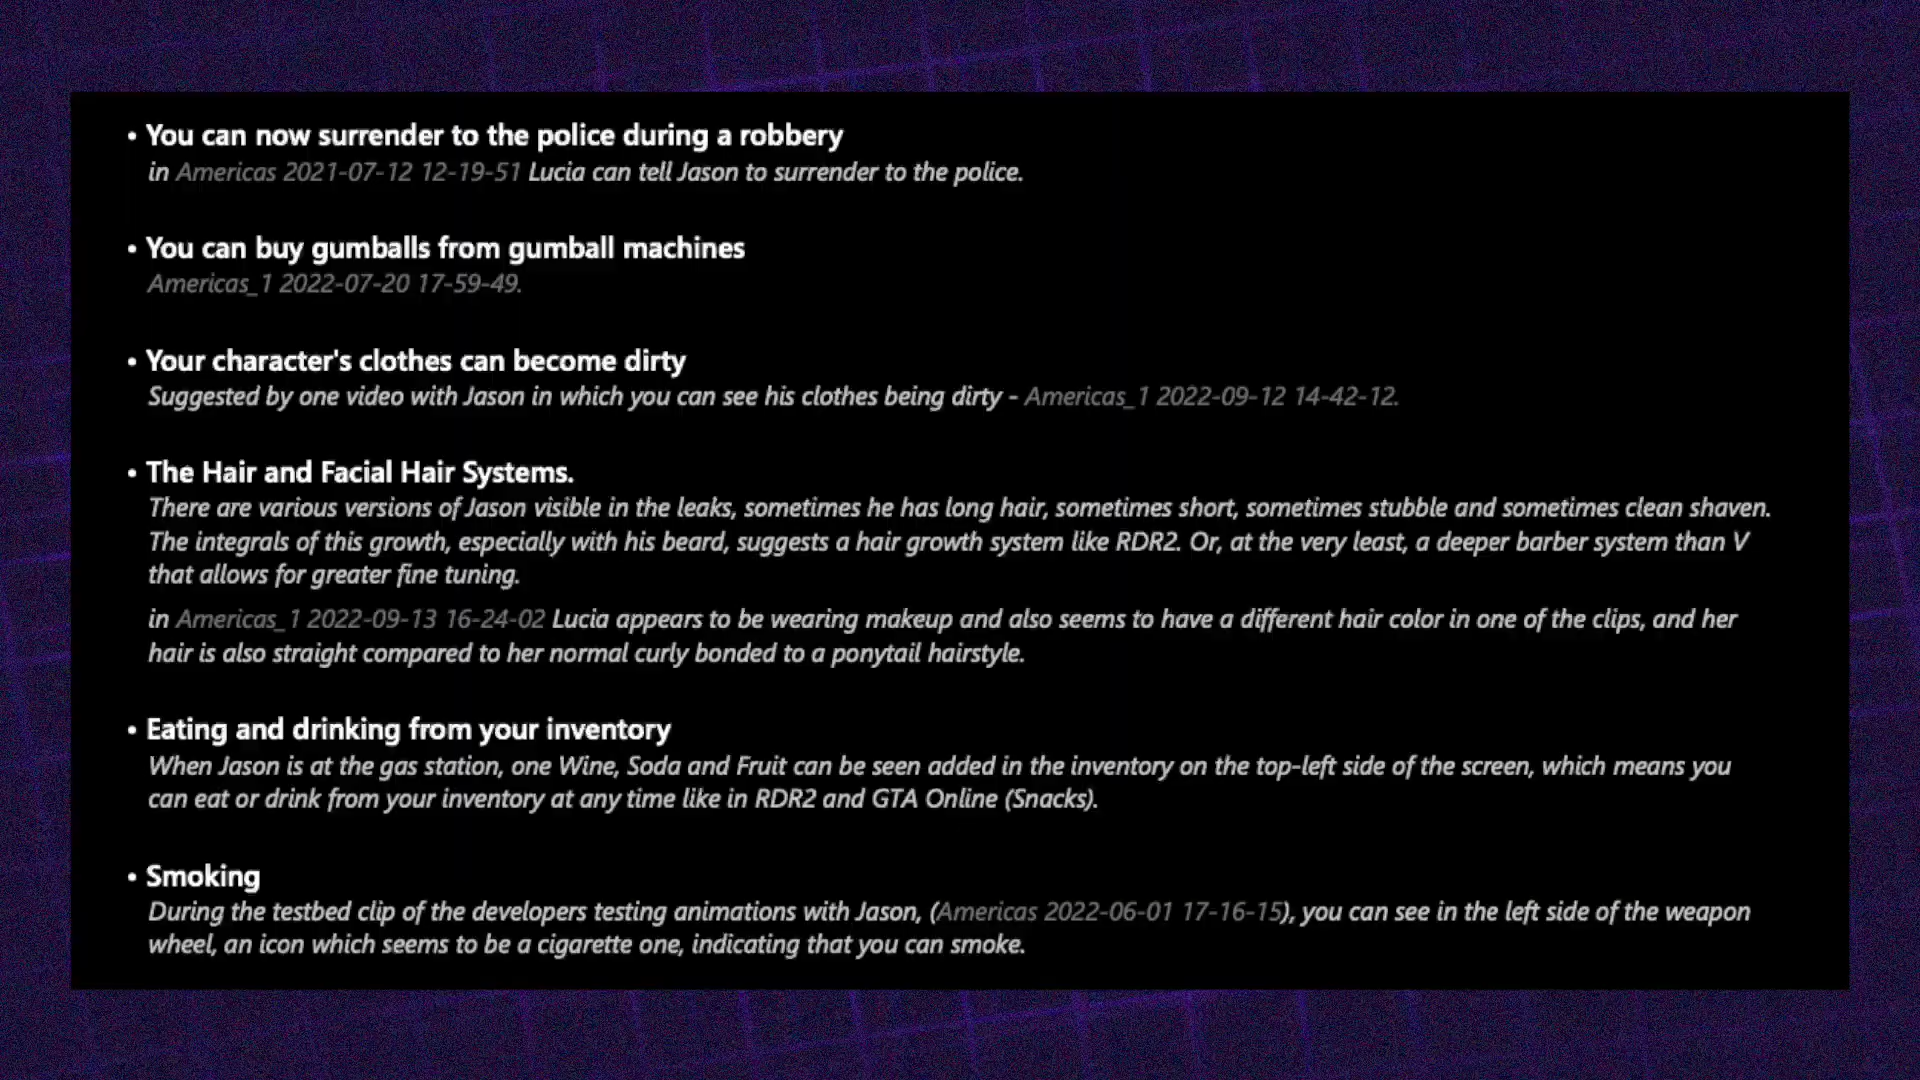 • You can now surrender to the police during a robbery
in Americas 2021-07-12 12-19-51 Lucia can tell Jason to surrender to the police.
• You can buy gumballs from gumball machines
Americas_1 2022-07-20 17-59-49.
• Your character's clothes can become dirty
Suggested by one video with Jason in which you can see his clothes being dirty - Americas_1 2022-09-12 14-42-12.
• The Hair and Facial Hair Systems.
There are various versions of Jason visible in the leaks, sometimes he has long hair, sometimes short, sometimes stubble and sometimes clean shaven.
The integrals of this growth, especially with his beard, suggests a hair growth system like RDR2. Or, at the very least, a deeper barber system than V
that allows for greater fine tuning.
in Americas_1 2022-09-13 16-24-02 Lucia appears to be wearing makeup and also seems to have a different hair color in one of the clips, and her
hair is also straight compared to her normal curly bonded to a ponytail hairstyle.
• Eating and drinking from your inventory
When Jason is at the gas station, one Wine, Soda and Fruit can be seen added in the inventory on the top-left side of the screen, which means you
can eat or drink from your inventory at any time like in RDR2 and GTA Online (Snacks).
• Smoking
During the testbed clip of the developers testing animations with Jason, (Americas 2022-06-01 17-16-15), you can see in the left side of the weapon
wheel, an icon which seems to be a cigarette one, indicating that you can smoke.